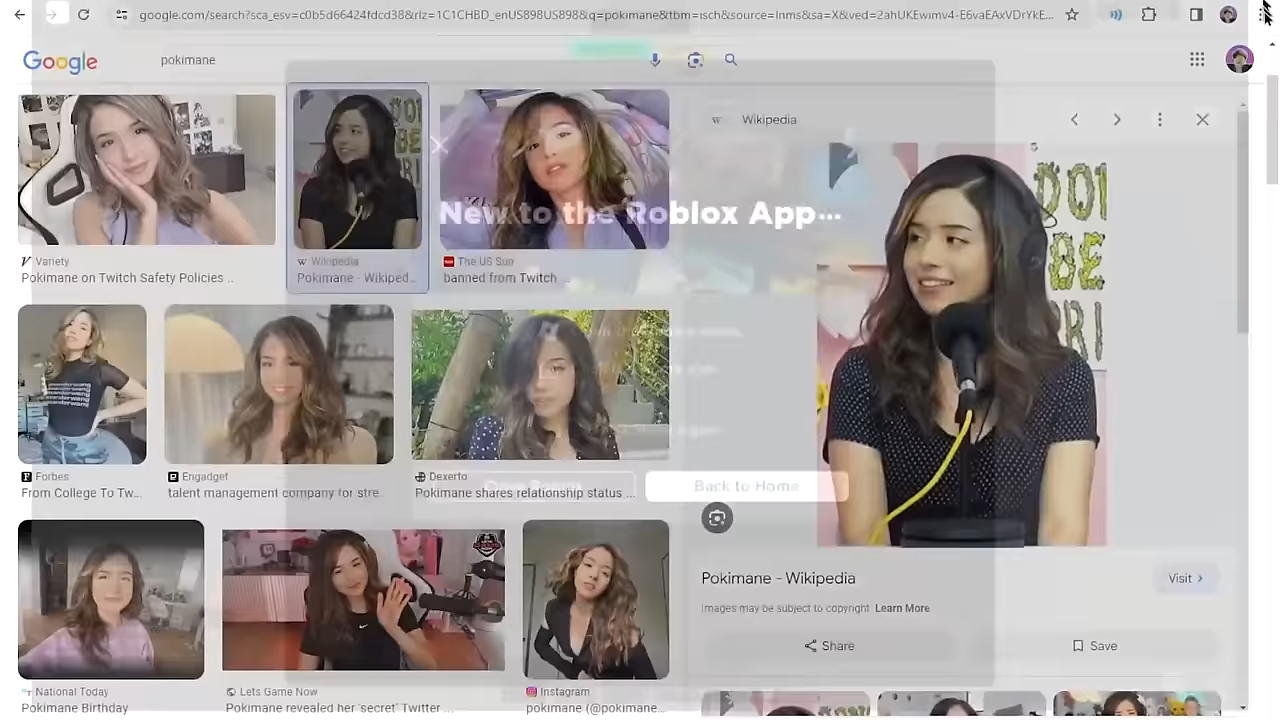 google.com/search?sca_esv=c0b5d66424fdcd38&rlz=1C1CHBD_enUS898US898&q=pokimane&tbm=isch&source=lnms&sa=X&ved=2ahUKEwimv4-E6vaEAxVDrYkE...
Google
pokimane
W Wikipedia
New to the Roblox App...
Variety
Pokimane on Twitch Safety Policies ..
Wikipedia
Pokimane - Wikiped...
The US Sun
banned from Twitch ...
Back to Home
Forbes
From College To Tw...
Engadget
talent management company for stre..
Dexerto
Pokimane shares relationship status ...
Pokimane - Wikipedia
Visit
Images may be subject to copyright Learn More
Share
Save
National Today
Pokimane Birthday
Lets Game Now
Pokimane revealed her 'secret' Twitter ...
Instagram
pokimane (@pokimane...